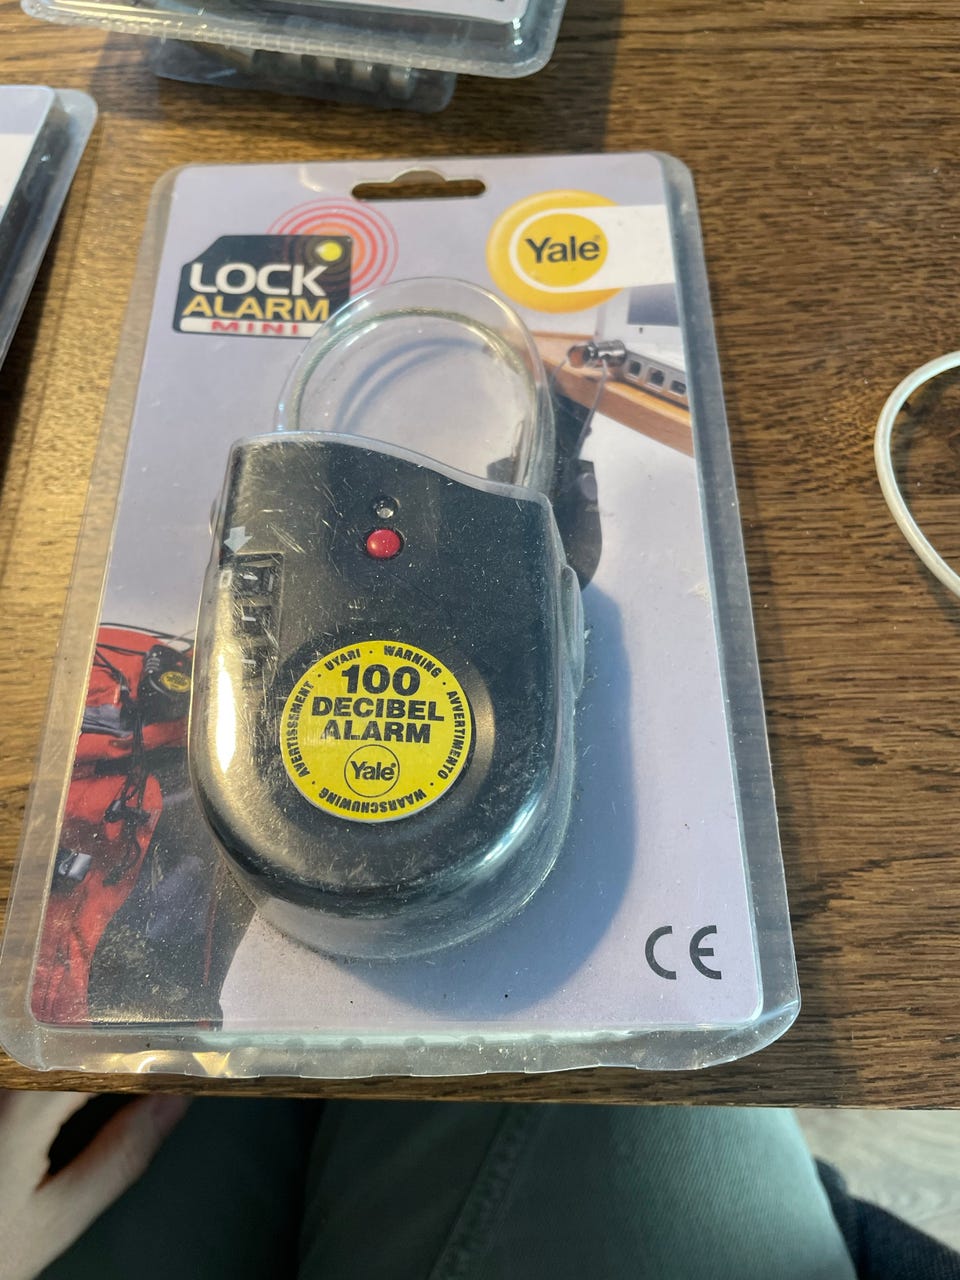 LOCK
ALARM
MINI
Yale
UYARI · WARNING · AVVERTIMENTO · WAARSCHUWING · AVERTISSEMENT ·
100
DECIBEL
ALARM
Yale
CE